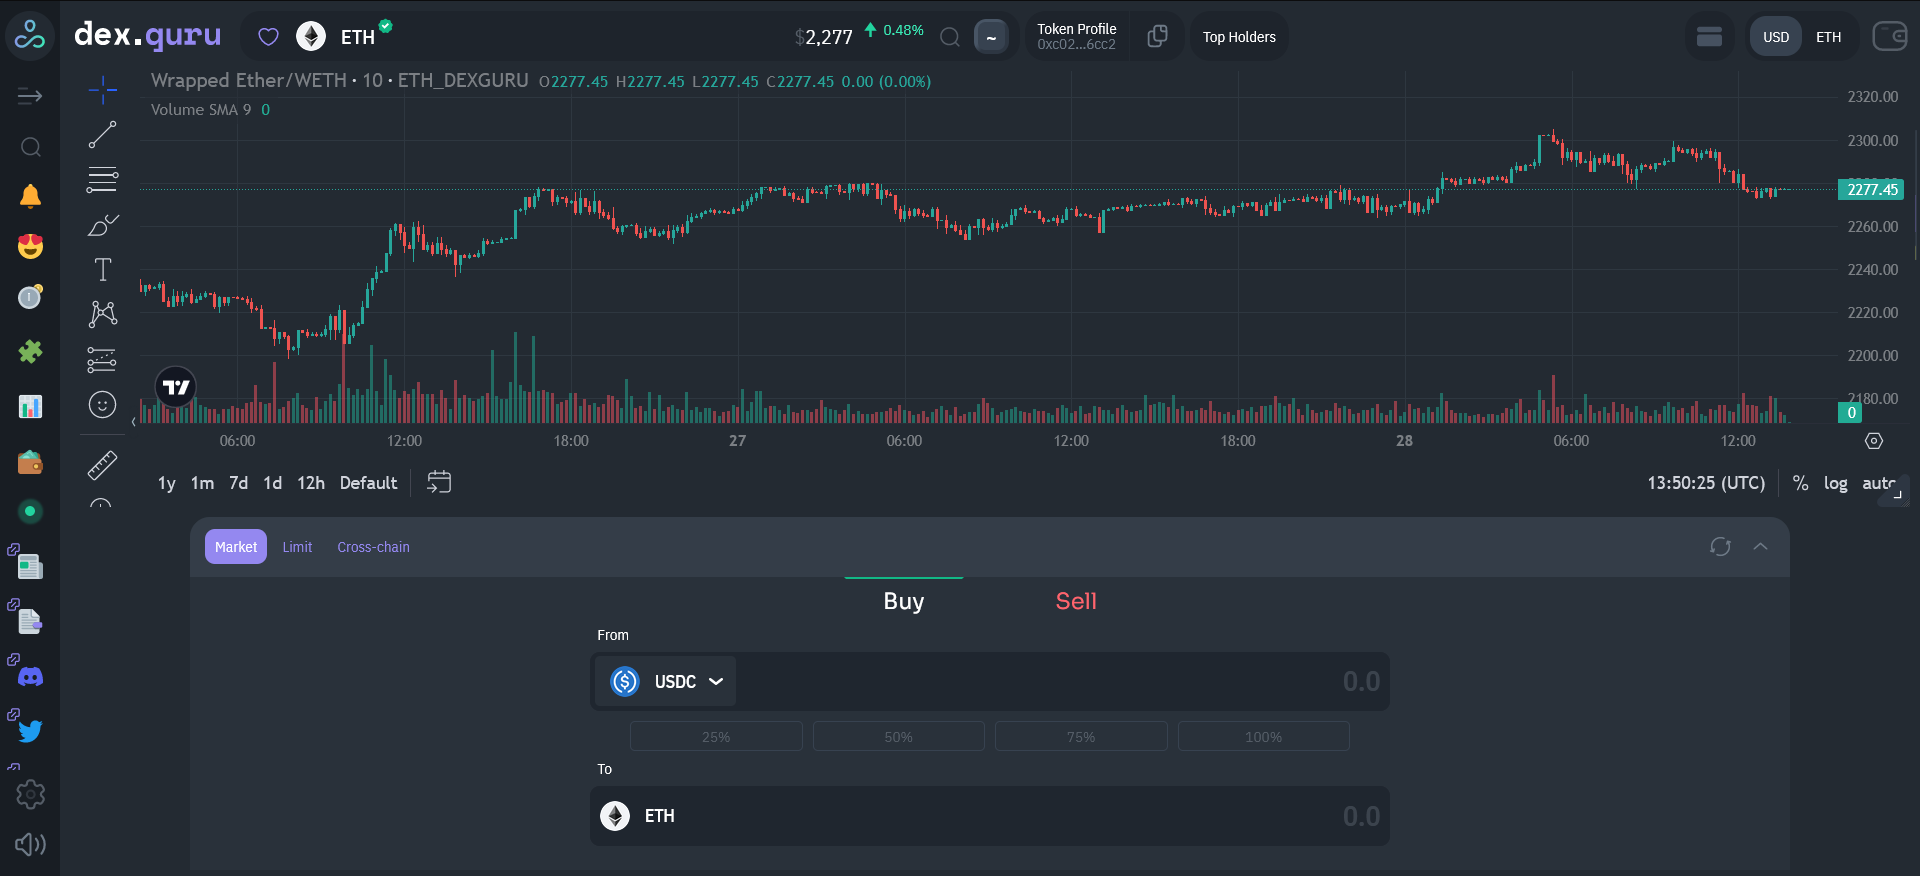 dex.guru
ETH
$2,277
0.48%
~
Token Profile
0xc02...6cc2
Top Holders
USD
ETH
Wrapped Ether/WETH · 10 · ETH_DEXGURU O2277.45 H2277.45 L2277.45 C2277.45 0.00 (0.00%)
Volume SMA 9 0
2320.00
2300.00
2277.45
2260.00
2240.00
2220.00
2200.00
2180.00
0
06:00 12:00 18:00 27 06:00 12:00 18:00 28 06:00 12:00
1y 1m 7d 1d 12h Default
13:50:25 (UTC) % log auto
Market Limit Cross-chain
Buy Sell
From
USDC 0.0
25% 50% 75% 100%
To
ETH 0.0